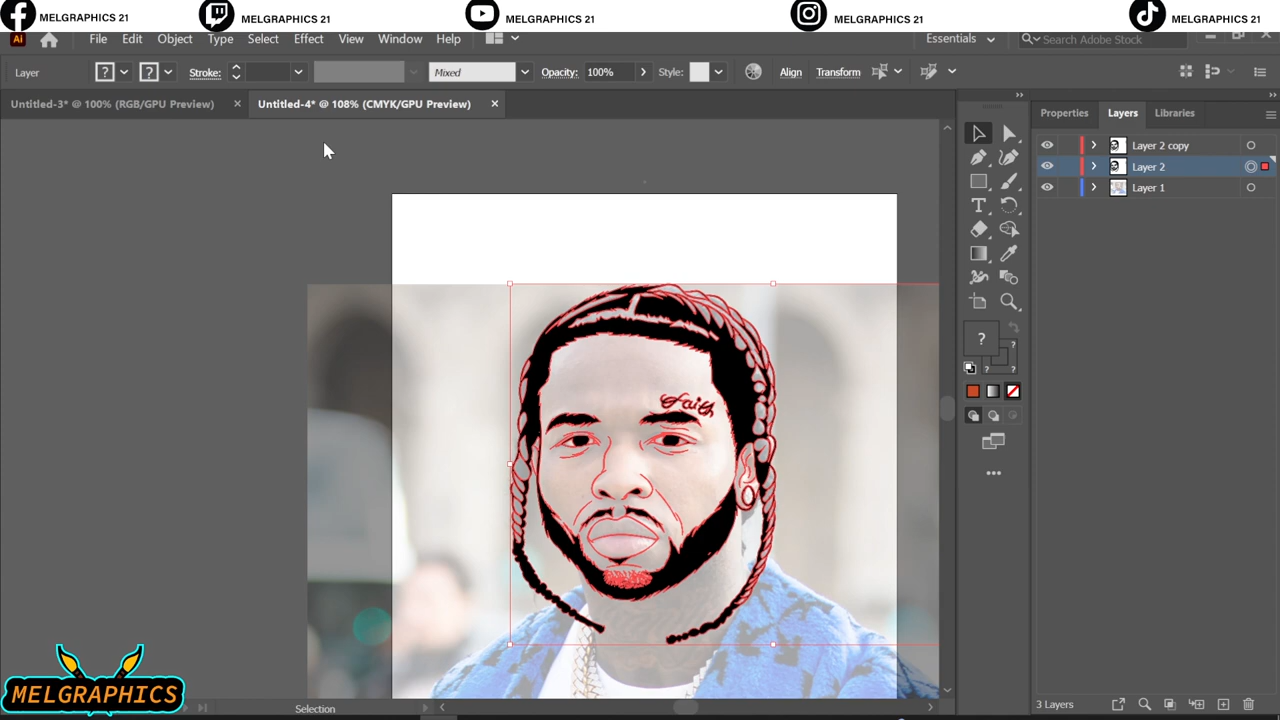 MELGRAPHICS 21 MELGRAPHICS 21 MELGRAPHICS 21 MELGRAPHICS 21 MELGRAPHICS 21
Ai File Edit Object Type Select Effect View Window Help Essentials Search Adobe Stock
Layer ? ? Stroke: Mixed Opacity: 100% Style: Align Transform
Untitled-3* @ 100% (RGB/GPU Preview) Untitled-4* @ 108% (CMYK/GPU Preview)
Properties Layers Libraries
Layer 2 copy
Layer 2
Layer 1
T
?
?
? ?
Faith
MELGRAPHICS
Selection
3 Layers